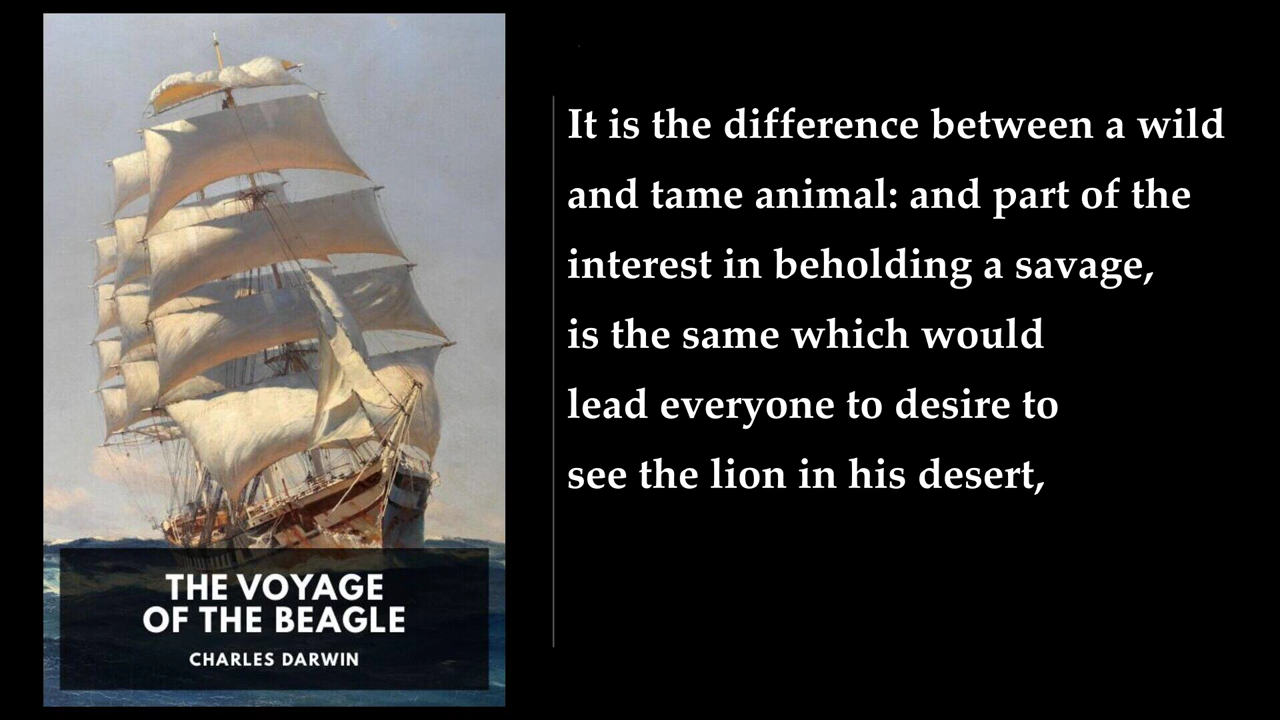 THE VOYAGE
OF THE BEAGLE
CHARLES DARWIN
It is the difference between a wild
and tame animal: and part of the
interest in beholding a savage,
is the same which would
lead everyone to desire to
see the lion in his desert,